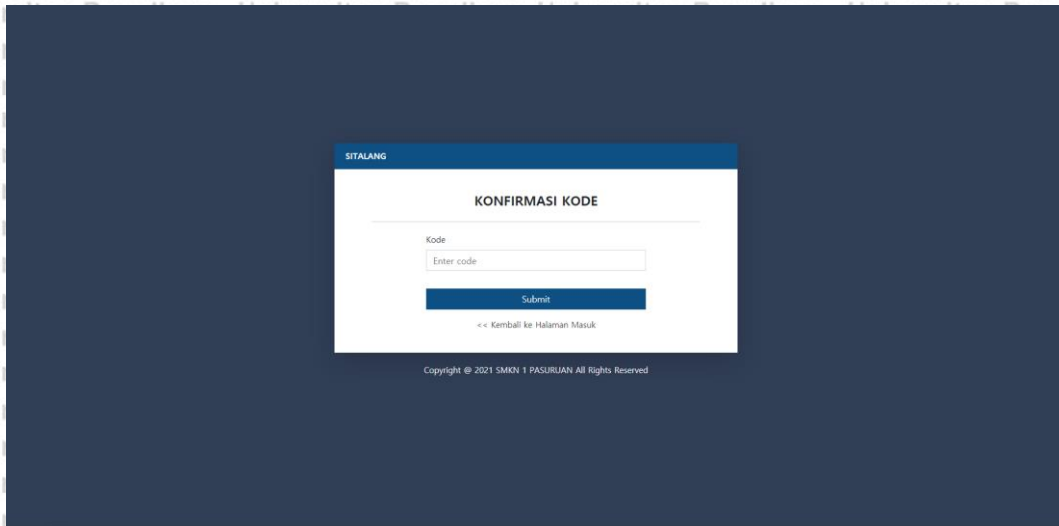 SITALANG
KONFIRMASI KODE
Kode
Enter code
Submit
<< Kembali ke Halaman Masuk
Copyright @ 2021 SMKN 1 PASURUAN All Rights Reserved